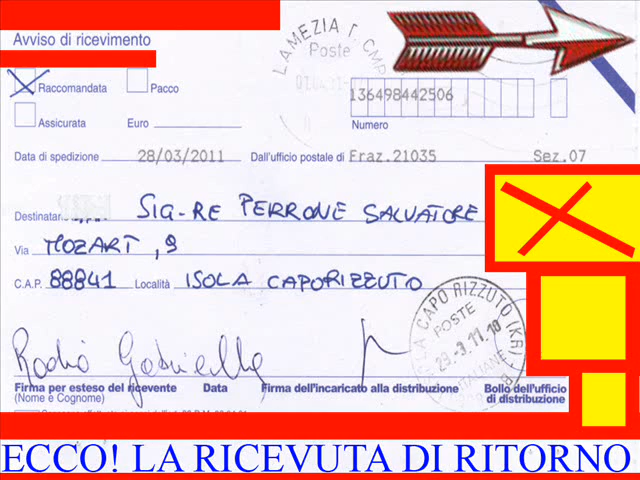 Avviso di ricevimento
LAMEZIA T. CMP
Poste
Raccomandata Pacco
136498442506
Assicurata Euro
Numero
Data di spedizione 28/03/2011 Dall'ufficio postale di Fraz.21035 Sez.07
SIG-RE PERRONE SALVATORE
Via MOZART, 9
C.A.P. 88841 Località ISOLA CAPORIZZUTO
CAPO RIZZUTO (KR)
POSTE
29-3.11.10
ITALIANE
Firma per esteso del ricevente Data Firma dell'incaricato alla distribuzione Bollo dell'ufficio
(Nome e Cognome) di distribuzione
ECCO! LA RICEVUTA DI RITORNO